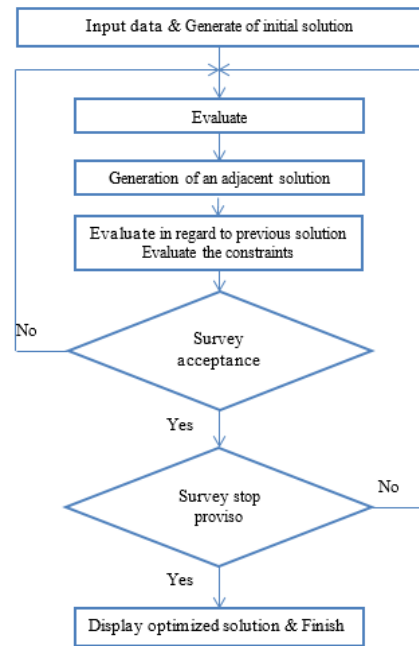 Input data & Generate of initial solution
Evaluate
Generation of an adjacent solution
Evaluate in regard to previous solution
Evaluate the constraints
No
Survey
acceptance
Yes
No
Survey stop
proviso
Yes
Display optimized solution & Finish